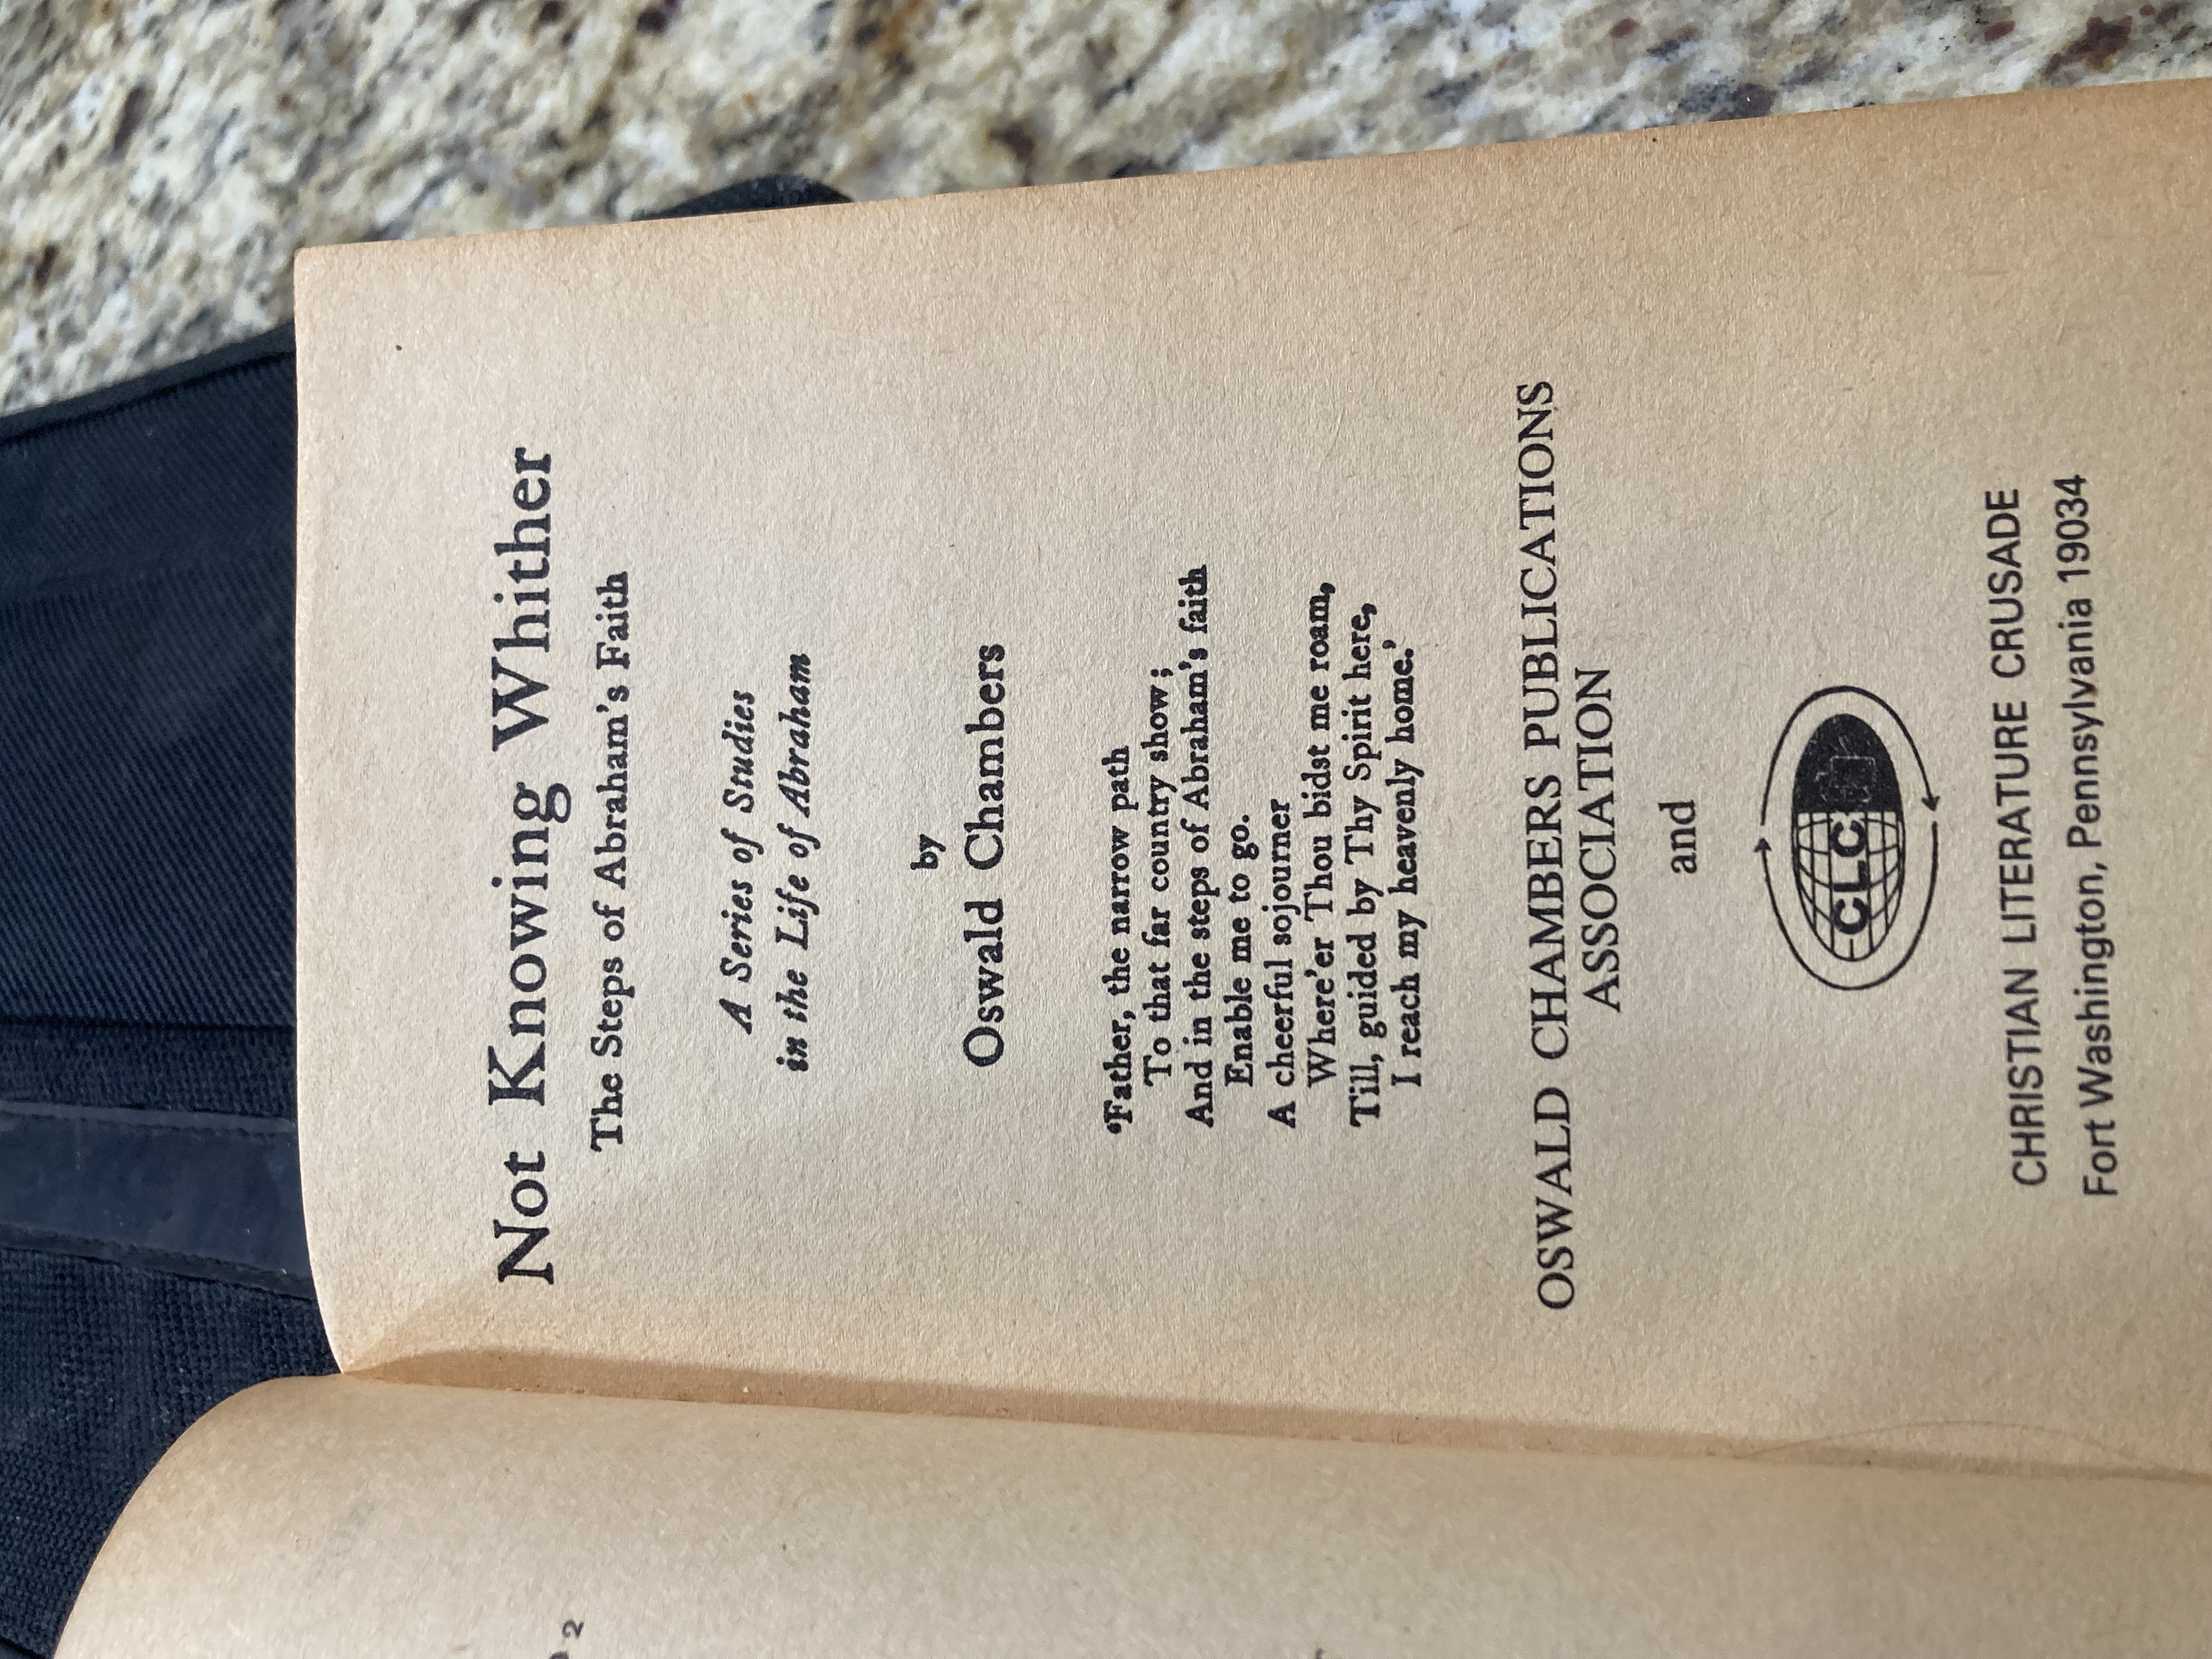 Not Knowing Whither
The Steps of Abraham's Faith
A Series of Studies
in the Life of Abraham
by
Oswald Chambers
'Father, the narrow path
To that far country show;
And in the steps of Abraham's faith
Enable me to go.
A cheerful sojourner
Where'er Thou bidst me roam,
Till, guided by Thy Spirit here,
I reach my heavenly home.'
OSWALD CHAMBERS PUBLICATIONS
ASSOCIATION
and
CLC
CHRISTIAN LITERATURE CRUSADE
Fort Washington, Pennsylvania 19034
2